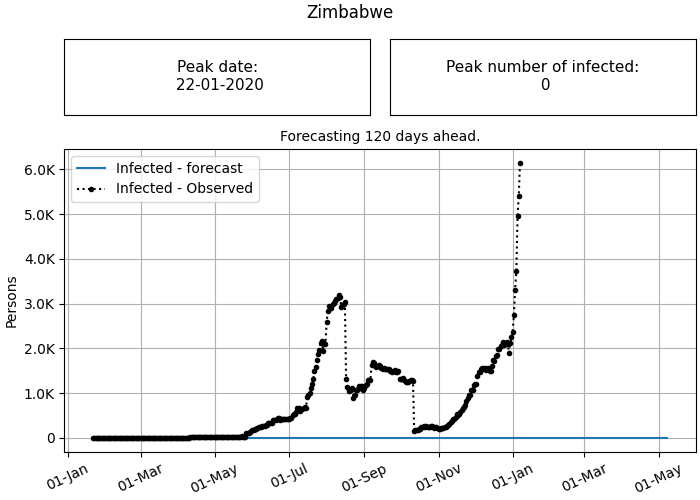 Zimbabwe
Peak date:
22-01-2020
Peak number of infected:
0
Forecasting 120 days ahead.
Infected - forecast
Infected - Observed
Persons
6.0K
5.0K
4.0K
3.0K
2.0K
1.0K
0
01-Jan
01-Mar
01-May
01-Jul
01-Sep
01-Nov
01-Jan
01-Mar
01-May